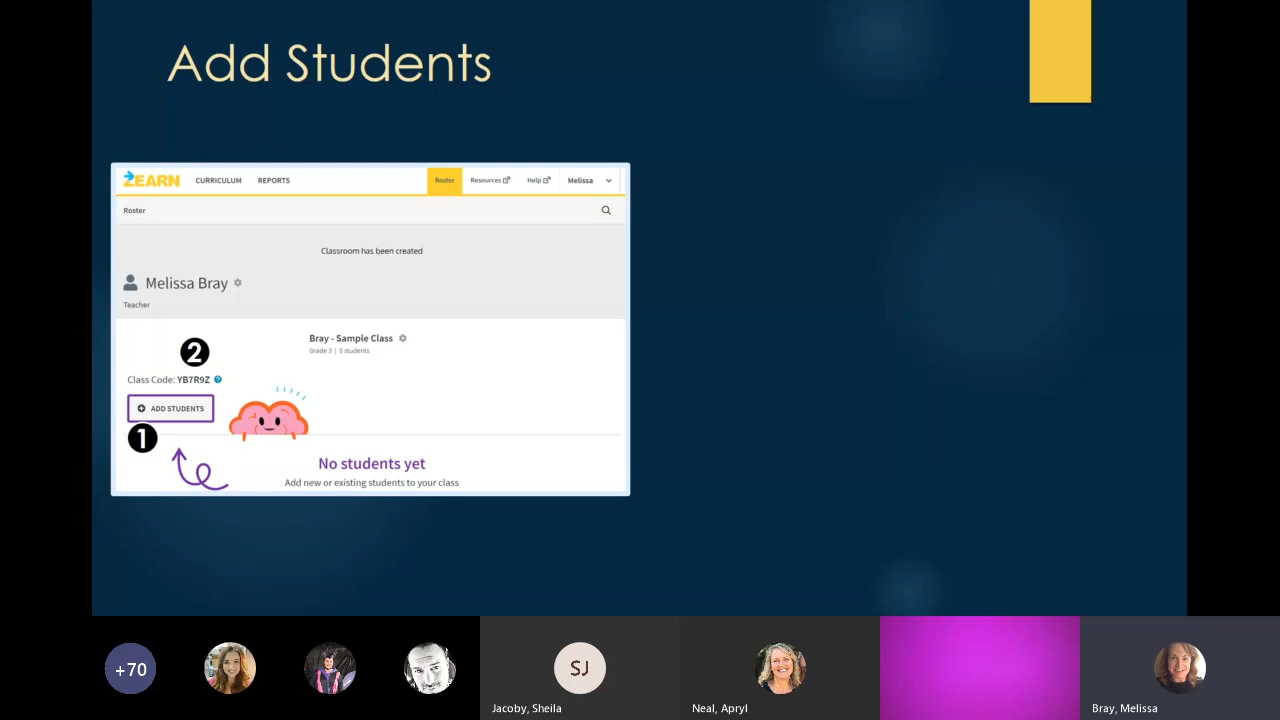 Add Students
ZEARN CURRICULUM REPORTS Roster Resources Help Melissa
Roster
Classroom has been created
Melissa Bray
Teacher
Bray - Sample Class
Grade 3 | 0 students
2
Class Code: YB7R9Z ?
ADD STUDENTS
1
No students yet
Add new or existing students to your class
+70
SJ
Jacoby, Sheila
Neal, Apryl
Bray, Melissa